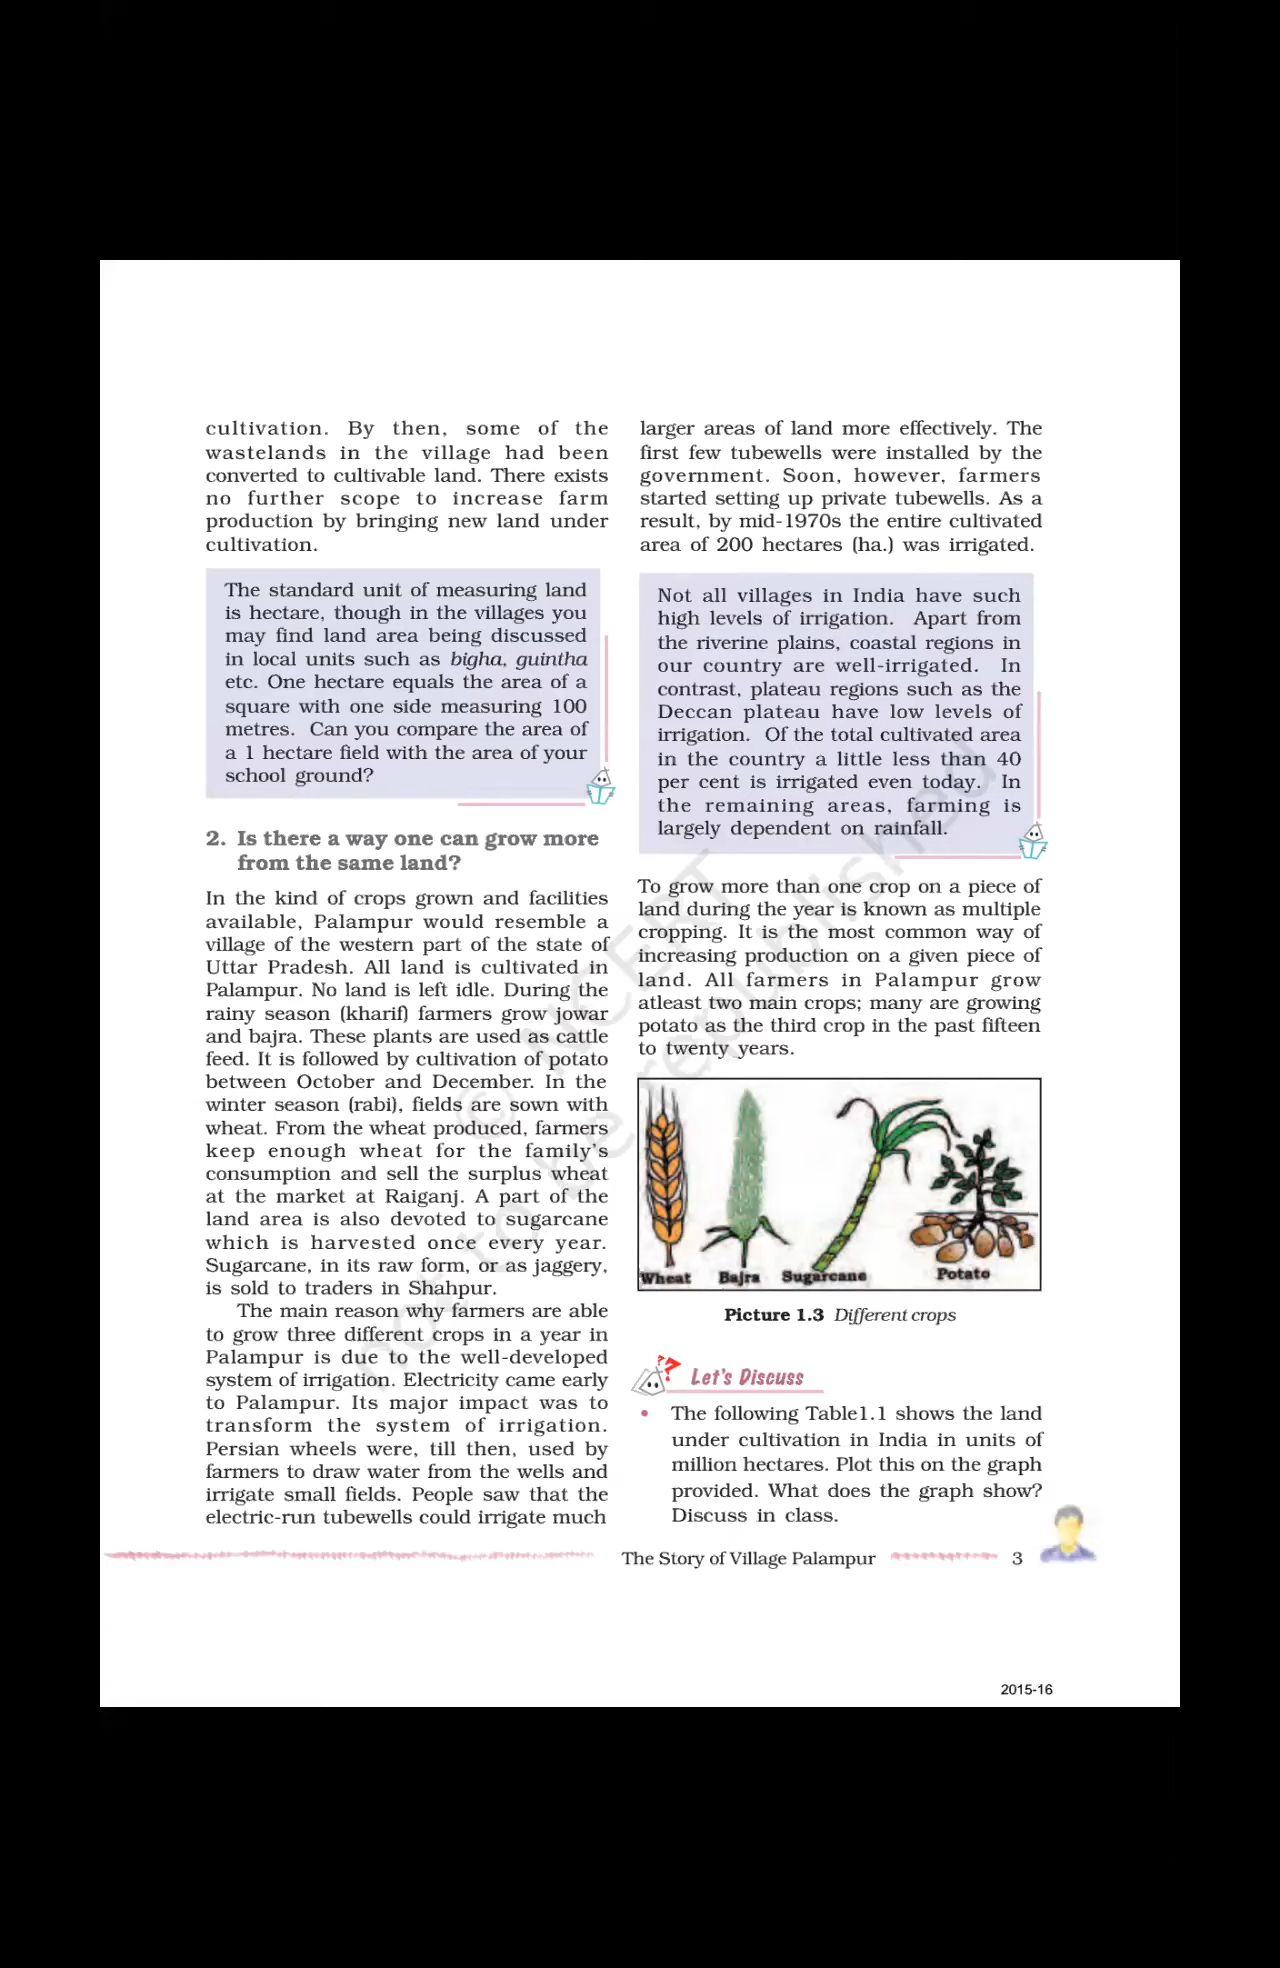 cultivation. By then, some of the
wastelands in the village had been
converted to cultivable land. There exists
no further scope to increase farm
production by bringing new land under
cultivation.
The standard unit of measuring land
is hectare, though in the villages you
may find land area being discussed
in local units such as bigha, guintha
etc. One hectare equals the area of a
square with one side measuring 100
metres. Can you compare the area of
a 1 hectare field with the area of your
school ground?
2. Is there a way one can grow more
from the same land?
In the kind of crops grown and facilities
available, Palampur would resemble a
village of the western part of the state of
Uttar Pradesh. All land is cultivated in
Palampur. No land is left idle. During the
rainy season (kharif) farmers grow jowar
and bajra. These plants are used as cattle
feed. It is followed by cultivation of potato
between October and December. In the
winter season (rabi), fields are sown with
wheat. From the wheat produced, farmers
keep enough wheat for the family's
consumption and sell the surplus wheat
at the market at Raiganj. A part of the
land area is also devoted to sugarcane
which is harvested once every year.
Sugarcane, in its raw form, or as jaggery,
is sold to traders in Shahpur.
The main reason why farmers are able
to grow three different crops in a year in
Palampur is due to the well-developed
system of irrigation. Electricity came early
to Palampur. Its major impact was to
transform the system of irrigation.
Persian wheels were, till then, used by
farmers to draw water from the wells and
irrigate small fields. People saw that the
electric-run tubewells could irrigate much
larger areas of land more effectively. The
first few tubewells were installed by the
government. Soon, however, farmers
started setting up private tubewells. As a
result, by mid-1970s the entire cultivated
area of 200 hectares (ha.) was irrigated.
Not all villages in India have such
high levels of irrigation. Apart from
the riverine plains, coastal regions in
our country are well-irrigated. In
contrast, plateau regions such as the
Deccan plateau have low levels of
irrigation. Of the total cultivated area
in the country a little less than 40
per cent is irrigated even today. In
the remaining areas, farming is
largely dependent on rainfall.
To grow more than one crop on a piece of
land during the year is known as multiple
cropping. It is the most common way of
increasing production on a given piece of
land. All farmers in Palampur grow
atleast two main crops; many are growing
potato as the third crop in the past fifteen
to twenty years.
Wheat Bajra Sugarcane Potato
Picture 1.3 Different crops
?? Let's Discuss
• The following Table1.1 shows the land
under cultivation in India in units of
million hectares. Plot this on the graph
provided. What does the graph show?
Discuss in class.
The Story of Village Palampur 3
2015-16
© NCERT
not to be republished